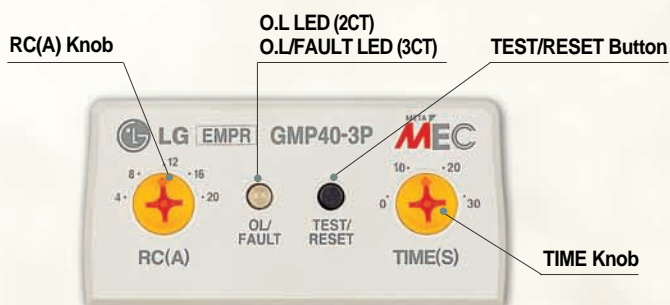 O.L LED (2CT)
O.L/FAULT LED (3CT)
RC(A) Knob
TEST/RESET Button
LG EMPR GMP40-3P META MEC
4 8 12 16 20
0 10 20 30
OL/
FAULT
TEST/
RESET
RC(A)
TIME(S)
TIME Knob